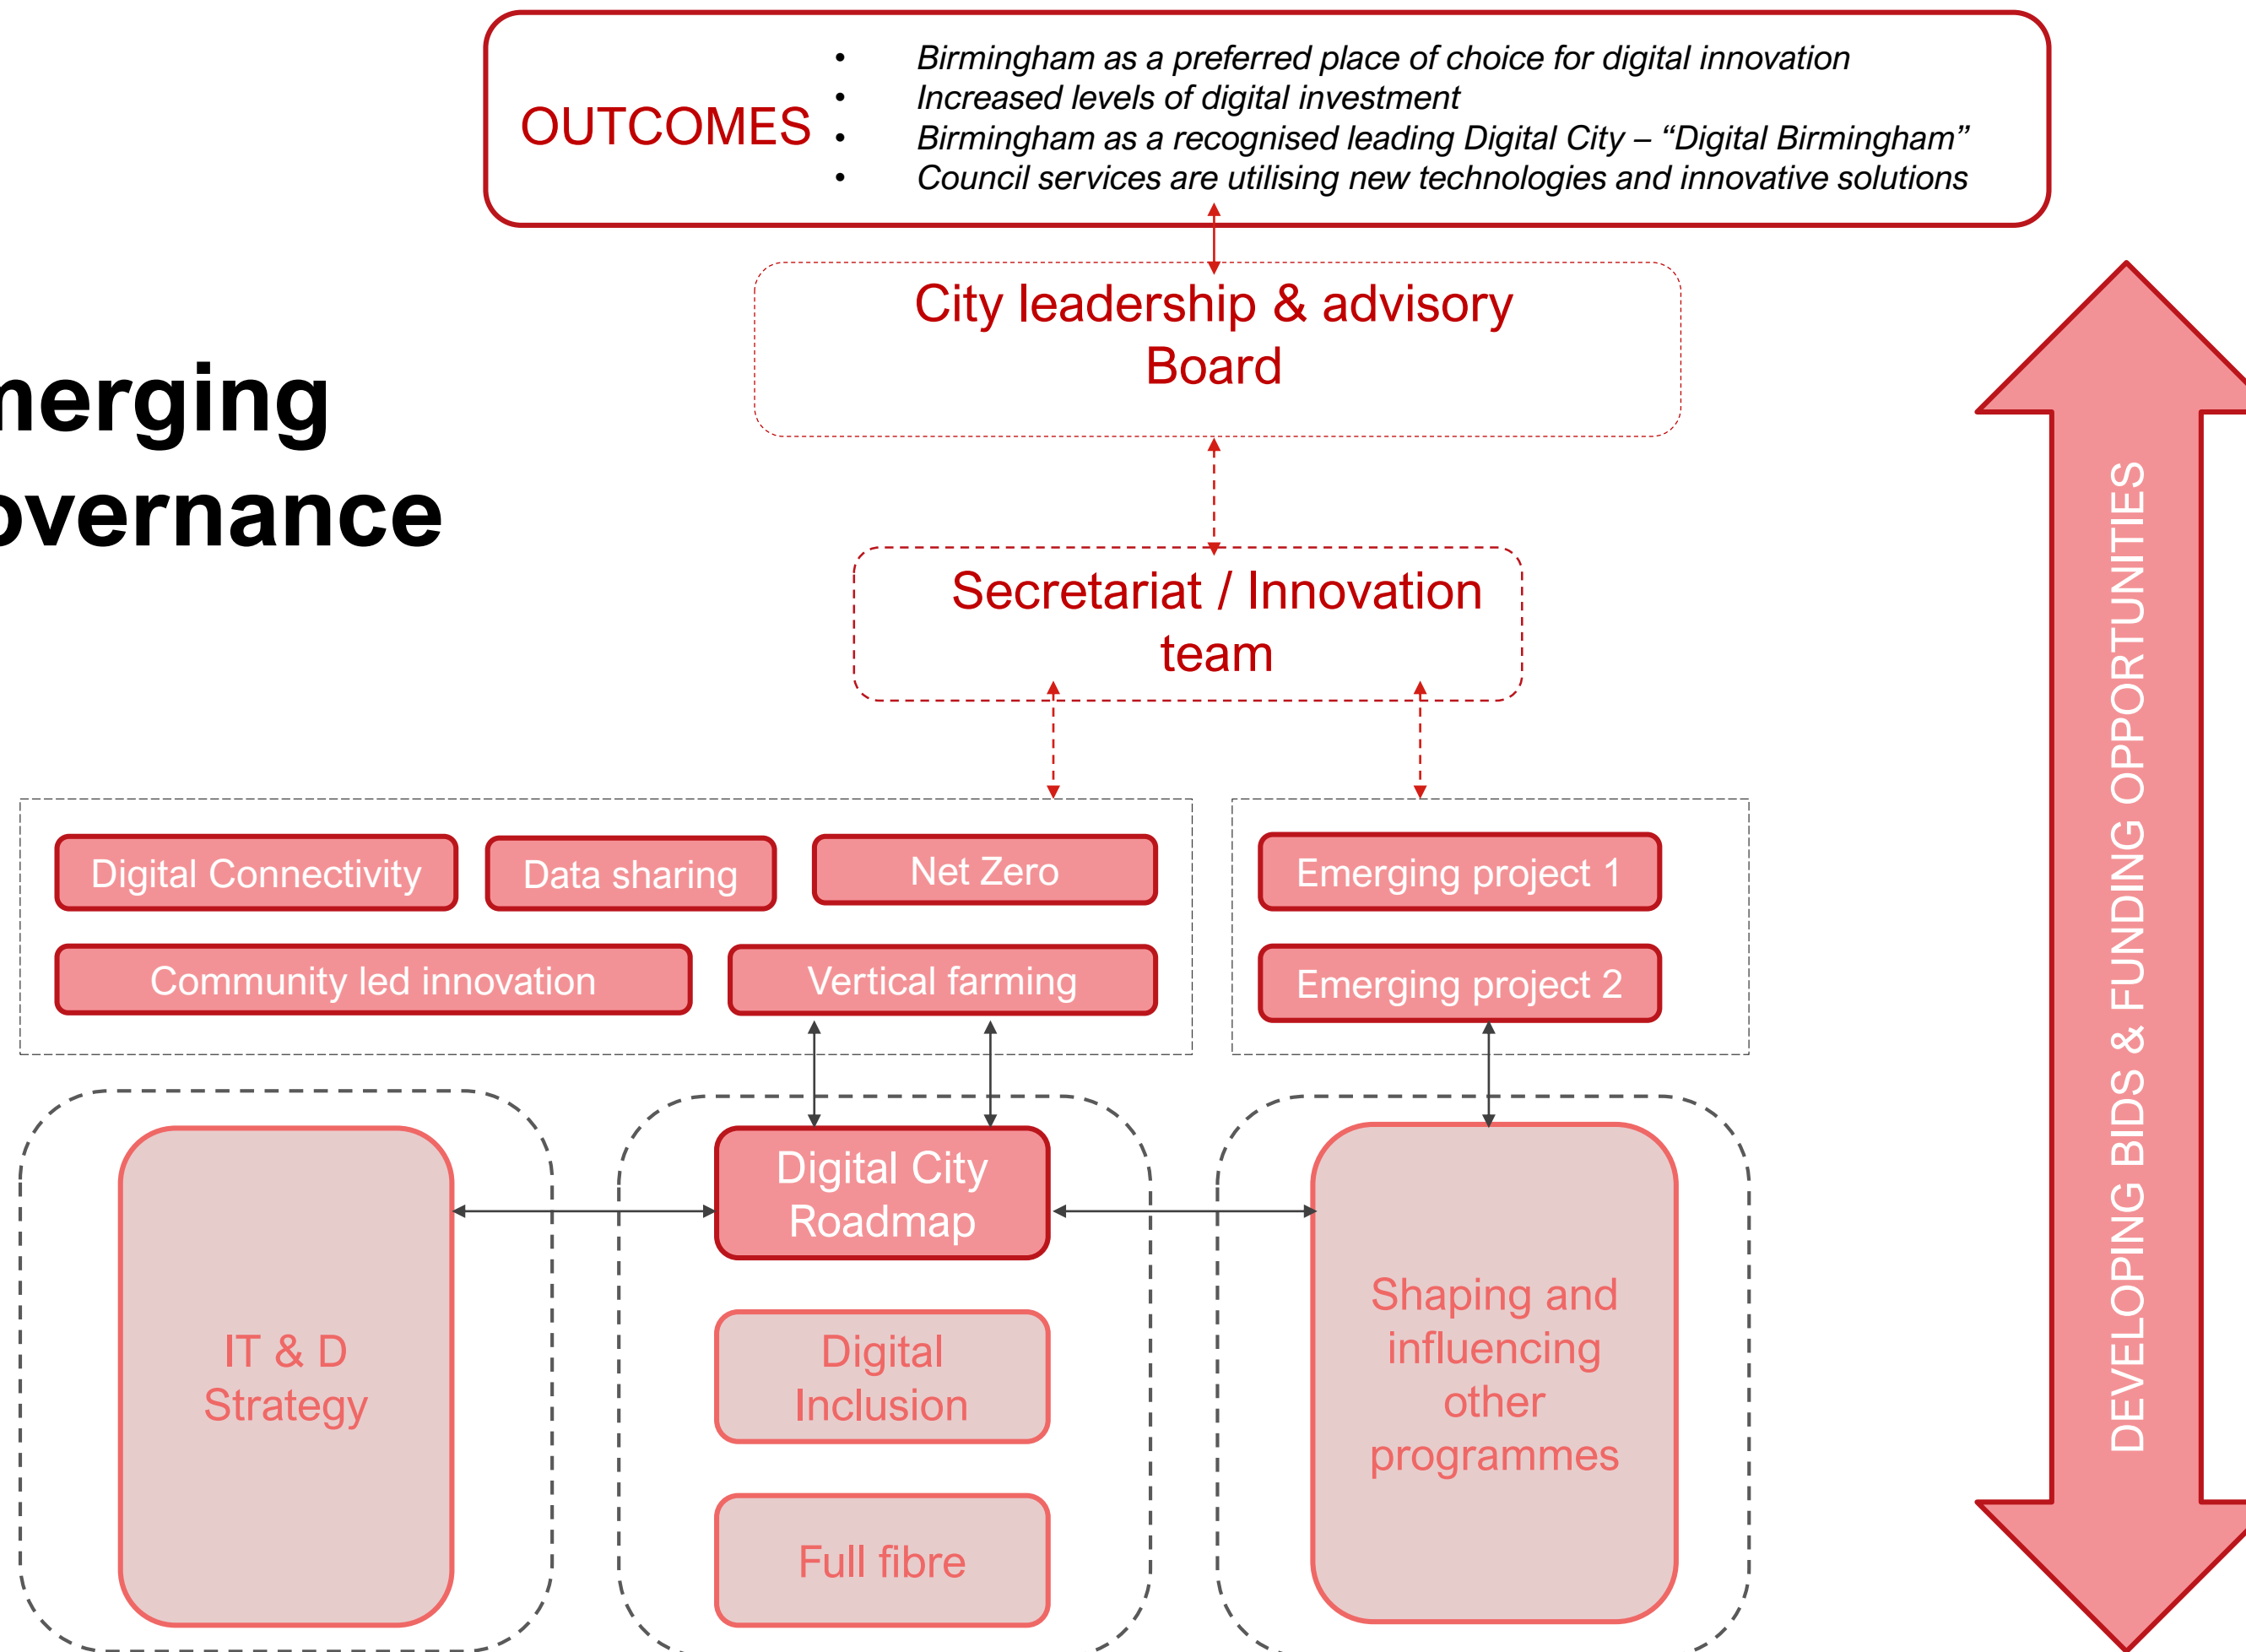 OUTCOMES
• Birmingham as a preferred place of choice for digital innovation
• Increased levels of digital investment
• Birmingham as a recognised leading Digital City – “Digital Birmingham”
• Council services are utilising new technologies and innovative solutions
City leadership & advisory
Board
merging
overnance
Secretariat / Innovation
team
Digital Connectivity
Data sharing
Net Zero
Emerging project 1
Community led innovation
Vertical farming
Emerging project 2
Digital City
Roadmap
IT & D
Strategy
Digital
Inclusion
Full fibre
Shaping and
influencing
other
programmes
DEVELOPING BIDS & FUNDING OPPORTUNITIES